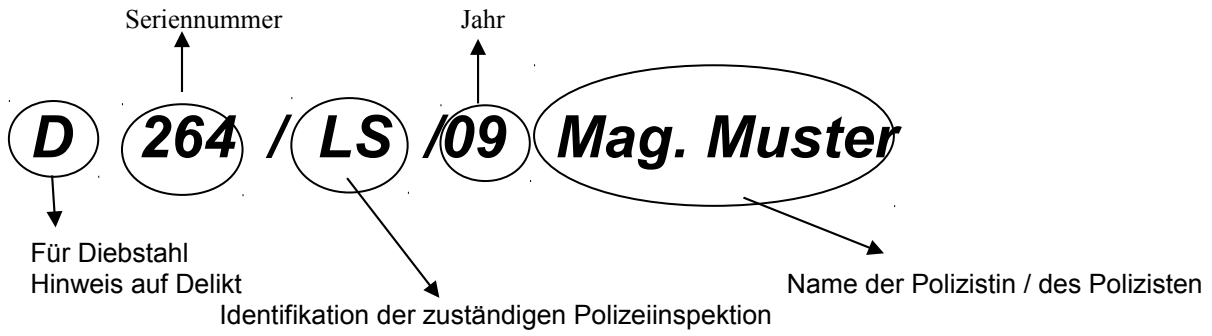 Seriennummer Jahr
D 264 / LS /09 Mag. Muster
Für Diebstahl
Hinweis auf Delikt
Name der Polizistin / des Polizisten
Identifikation der zuständigen Polizeiinspektion